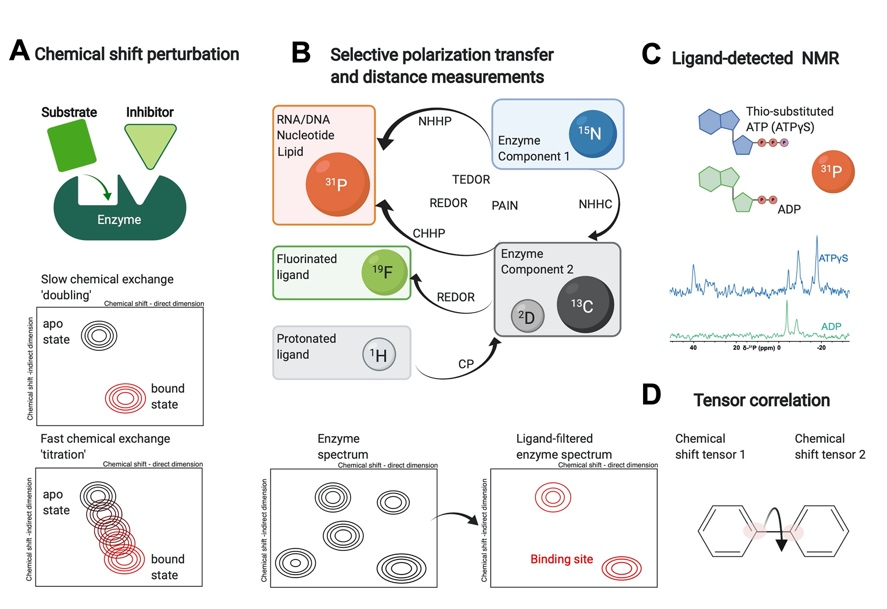 A Chemical shift perturbation
Substrate
Inhibitor
Enzyme
Slow chemical exchange
'doubling'
Chemical shift - direct dimension
Chemical shift -indirect dimension
apo
state
bound
state
Fast chemical exchange
'titration'
Chemical shift - direct dimension
Chemical shift -indirect dimension
apo
state
bound
state
B Selective polarization transfer
and distance measurements
RNA/DNA
Nucleotide
Lipid
³¹P
NHHP
Enzyme
Component 1
¹⁵N
TEDOR
REDOR
PAIN
NHHC
CHHP
Fluorinated
ligand
¹⁹F
REDOR
Enzyme
Component 2
²D
¹³C
Protonated
ligand
¹H
CP
Enzyme
spectrum
Chemical shift - direct dimension
Chemical shift -indirect dimension
Ligand-filtered
enzyme spectrum
Chemical shift - direct dimension
Chemical shift -indirect dimension
Binding site
C Ligand-detected NMR
Thio-substituted
ATP (ATPγS)
P P P
³¹P
P P
ADP
ATPγS
ADP
40 20 δ-³¹P (ppm) 0 -20
D Tensor correlation
Chemical
shift tensor 1
Chemical
shift tensor 2